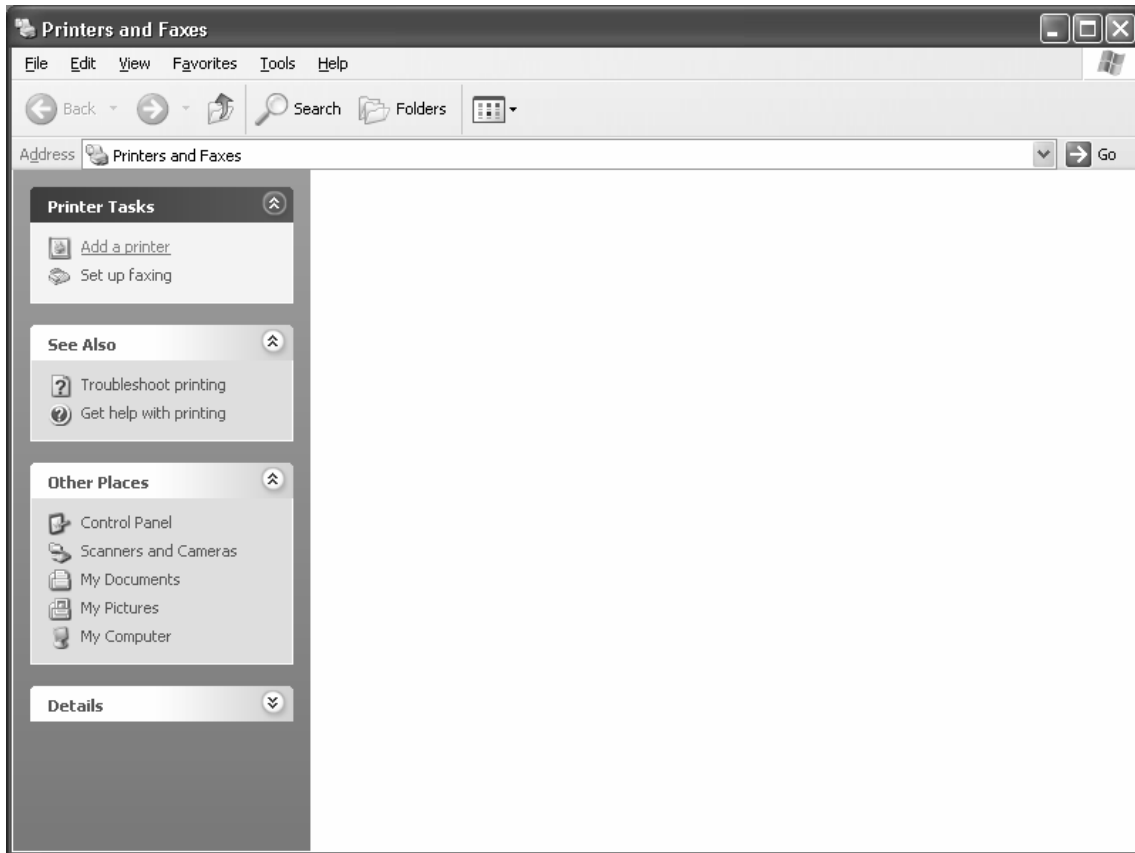 Printers and Faxes
File Edit View Favorites Tools Help
Back Search Folders
Address Printers and Faxes Go
Printer Tasks
Add a printer
Set up faxing
See Also
Troubleshoot printing
Get help with printing
Other Places
Control Panel
Scanners and Cameras
My Documents
My Pictures
My Computer
Details